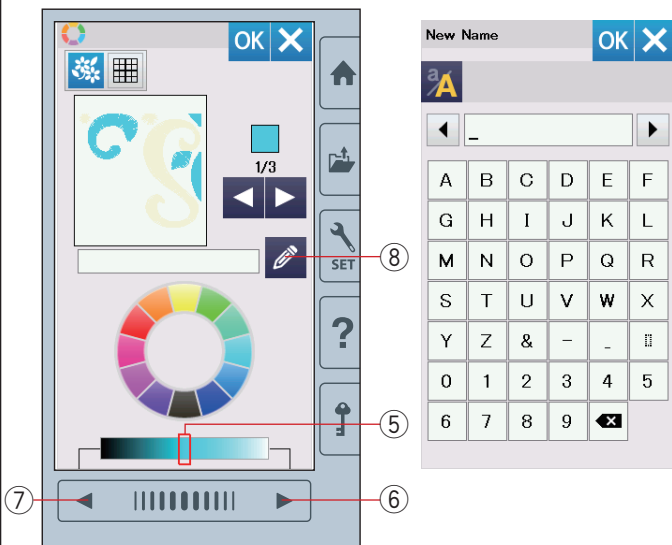 OK
1/3
SET
?
⑧
⑤
⑦
⑥
New Name
OK
a/A
_
A B C D E F
G H I J K L
M N O P Q R
S T U V W X
Y Z & - _
0 1 2 3 4 5
6 7 8 9